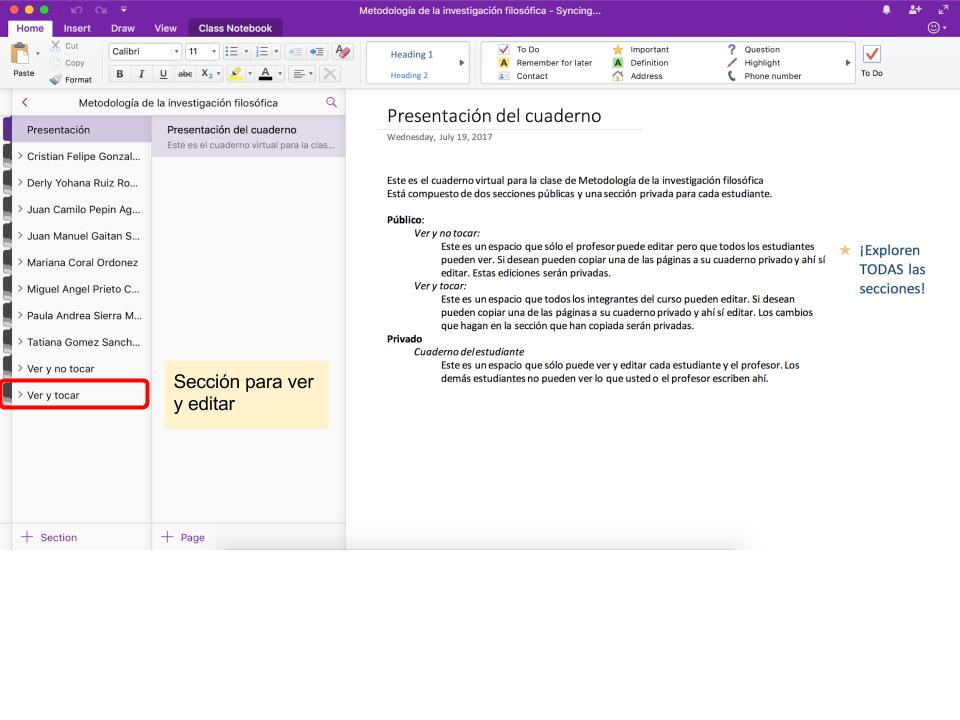 Metodología de la investigación filosófica – Syncing...
Home Insert Draw View Class Notebook
Paste
Cut
Copy
Format
Calibri 11
B I U abc X₂ A
Heading 1
Heading 2
To Do
Remember for later
Contact
Important
Definition
Address
Question
Highlight
Phone number
To Do
Metodología de la investigación filosófica
Presentación
Cristian Felipe Gonzal...
Derly Yohana Ruiz Ro...
Juan Camilo Pepin Ag...
Juan Manuel Gaitan S...
Mariana Coral Ordonez
Miguel Angel Prieto C...
Paula Andrea Sierra M...
Tatiana Gomez Sanch...
Ver y no tocar
Ver y tocar
+ Section
Presentación del cuaderno
Este es el cuaderno virtual para la clas...
Sección para ver
y editar
+ Page
Presentación del cuaderno
Wednesday, July 19, 2017
Este es el cuaderno virtual para la clase de Metodología de la investigación filosófica
Está compuesto de dos secciones públicas y una sección privada para cada estudiante.
Público:
Ver y no tocar:
Este es un espacio que sólo el profesor puede editar pero que todos los estudiantes
pueden ver. Si desean pueden copiar una de las páginas a su cuaderno privado y ahí sí
editar. Estas ediciones serán privadas.
Ver y tocar:
Este es un espacio que todos los integrantes del curso pueden editar. Si desean
pueden copiar una de las páginas a su cuaderno privado y ahí sí editar. Los cambios
que hagan en la sección que han copiada serán privadas.
Privado
Cuaderno del estudiante
Este es un espacio que sólo puede ver y editar cada estudiante y el profesor. Los
demás estudiantes no pueden ver lo que usted o el profesor escriben ahí.
¡Exploren
TODAS las
secciones!